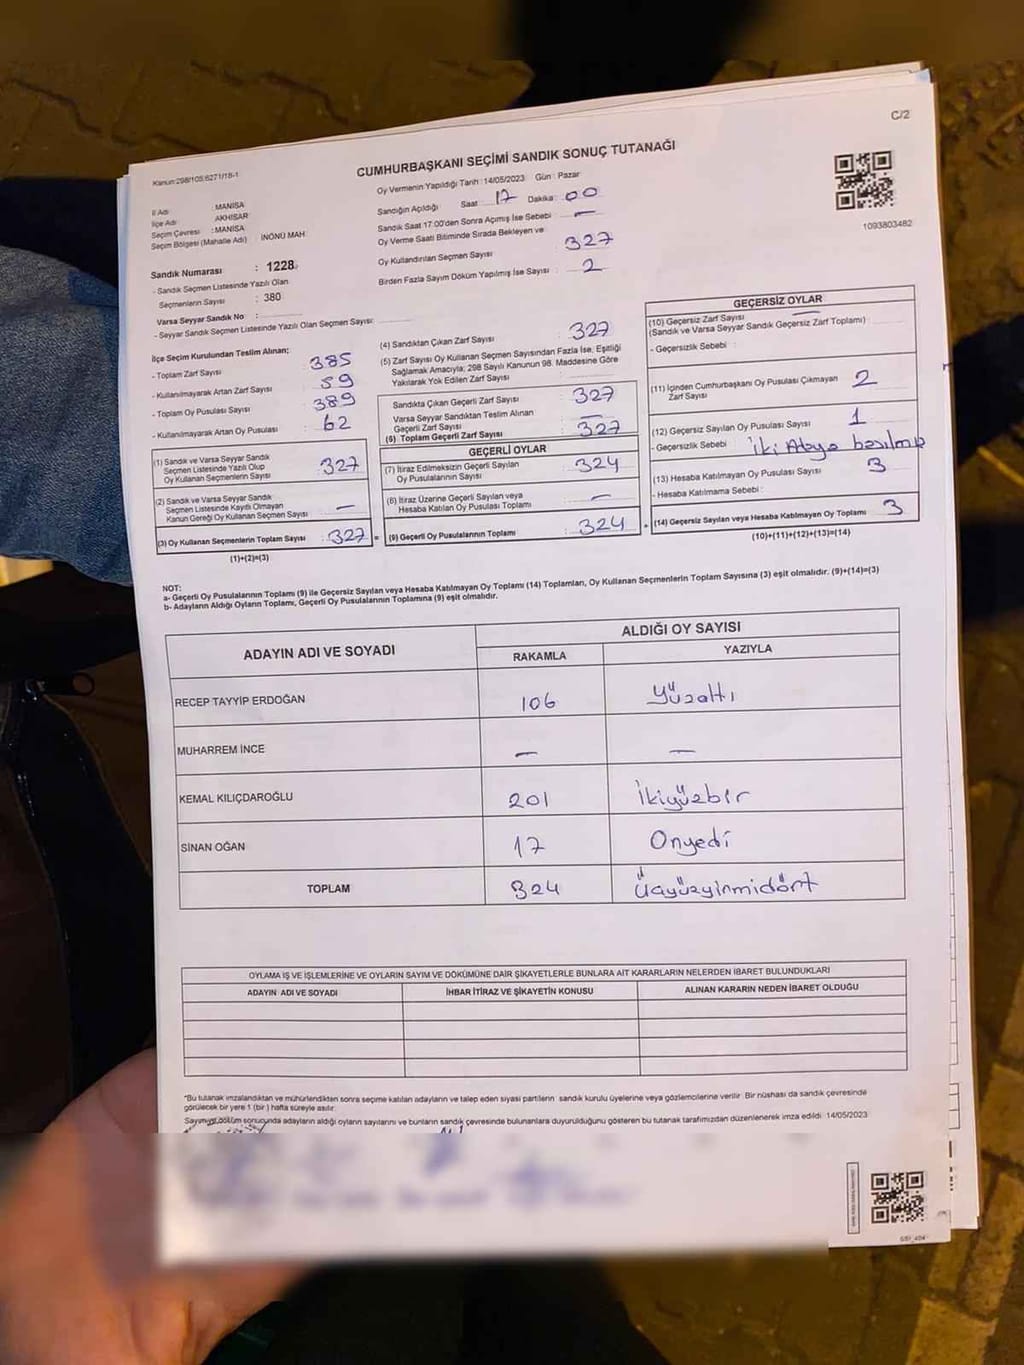 C/2
Kanun:298/105;6271/18-1
CUMHURBAŞKANI SEÇİMİ SANDIK SONUÇ TUTANAĞI
Oy Vermenin Yapıldığı Tarih : 14/05/2023 Gün : Pazar
1093803482
İl Adı : MANİSA
İlçe Adı : AKHİSAR
Seçim Çevresi : MANİSA
Seçim Bölgesi (Mahalle Adı) İNÖNÜ MAH
Sandık Numarası : 1228
- Sandık Seçmen Listesinde Yazılı Olan
Seçmenlerin Sayısı : 380
Varsa Seyyar Sandık No :
- Seyyar Sandık Seçmen Listesinde Yazılı Olan Seçmen Sayısı:
Sandığın Açıldığı Saat 17 Dakika : 00
Sandık Saat 17:00'den Sonra Açımış İse Sebebi : —
Oy Verme Saati Bitiminde Sırada Bekleyen ve
Oy Kullandırılan Seçmen Sayısı : 327
Birden Fazla Sayım Döküm Yapılmış İse Sayısı : 2
İlçe Seçim Kurulundan Teslim Alınan;
- Toplam Zarf Sayısı : 385
- Kullanılmayarak Artan Zarf Sayısı : 59
- Toplam Oy Pusulası Sayısı : 389
- Kullanılmayarak Artan Oy Pusulası : 62
(1) Sandık ve Varsa Seyyar Sandık
Seçmen Listesinde Yazılı Olup
Oy Kullanan Seçmenlerin Sayısı : 327
(2) Sandık ve Varsa Seyyar Sandık
Seçmen Listesinde Kayıtlı Olmayan
Kanun Gereği Oy Kullanan Seçmen Sayısı : —
(3) Oy Kullanan Seçmenlerin Toplam Sayısı : 327 =
(1)+(2)=(3)
(4) Sandıktan Çıkan Zarf Sayısı : 327
(5) Zarf Sayısı Oy Kullanan Seçmen Sayısından Fazla İse; Eşitliği
Sağlamak Amacıyla; 298 Sayılı Kanunun 98. Maddesine Göre
Yakılarak Yok Edilen Zarf Sayısı :
Sandıkta Çıkan Geçerli Zarf Sayısı : 327
Varsa Seyyar Sandıktan Teslim Alınan
Geçerli Zarf Sayısı : —
(6) Toplam Geçerli Zarf Sayısı : 327
GEÇERLİ OYLAR
(7) İtiraz Edilmeksizin Geçerli Sayılan
Oy Pusulalarının Sayısı : 324
(8) İtiraz Üzerine Geçerli Sayılan veya
Hesaba Katılan Oy Pusulası Toplamı : —
(9) Geçerli Oy Pusulalarının Toplamı : 324 +
GEÇERSİZ OYLAR
(10) Geçersiz Zarf Sayısı —
(Sandık ve Varsa Seyyar Sandık Geçersiz Zarf Toplamı) :
- Geçersizlik Sebebi :
(11) İçinden Cumhurbaşkanı Oy Pusulası Çıkmayan
Zarf Sayısı : 2
(12) Geçersiz Sayılan Oy Pusulası Sayısı : 1
- Geçersizlik Sebebi : İki Adaya basılmış
(13) Hesaba Katılmayan Oy Pusulası Sayısı : 3
- Hesaba Katılmama Sebebi :
(14) Geçersiz Sayılan veya Hesaba Katılmayan Oy Toplamı : 3
(10)+(11)+(12)+(13)=(14)
NOT:
a- Geçerli Oy Pusulalarının Toplamı (9) ile Geçersiz Sayılan veya Hesaba Katılmayan Oy Toplamı (14) Toplamları, Oy Kullanan Seçmenlerin Toplam Sayısına (3) eşit olmalıdır. (9)+(14)=(3)
b- Adayların Aldığı Oyların Toplamı, Geçerli Oy Pusulalarının Toplamına (9) eşit olmalıdır.
ADAYIN ADI VE SOYADI ALDIĞI OY SAYISI
RAKAMLA YAZIYLA
RECEP TAYYİP ERDOĞAN 106 Yüzaltı
MUHARREM İNCE — —
KEMAL KILIÇDAROĞLU 201 İkiyüzbir
SİNAN OĞAN 17 Onyedi
TOPLAM 324 Üçyüzyirmidört
OYLAMA İŞ VE İŞLEMLERİNE VE OYLARIN SAYIM VE DÖKÜMÜNE DAİR ŞİKAYETLERLE BUNLARA AİT KARARLARIN NELERDEN İBARET BULUNDUKLARI
ADAYIN ADI VE SOYADI İHBAR İTİRAZ VE ŞİKAYETİN KONUSU ALINAN KARARIN NEDEN İBARET OLDUĞU
*Bu tutanak imzalandıktan ve mühürlendikten sonra seçime katılan adayların ve talep eden siyasi partilerin sandık kurulu üyelerine veya gözlemcilerine verilir. Bir nüshası da sandık çevresinde
görülecek bir yere 1 (bir) hafta süreyle asılır.
Sayım ve döküm sonucunda adayların aldığı oyların sayılarını ve bunların sandık çevresinde bulunanlara duyurulduğunu gösteren bu tutanak tarafımızdan düzenlenerek imza edildi. 14/05/2023